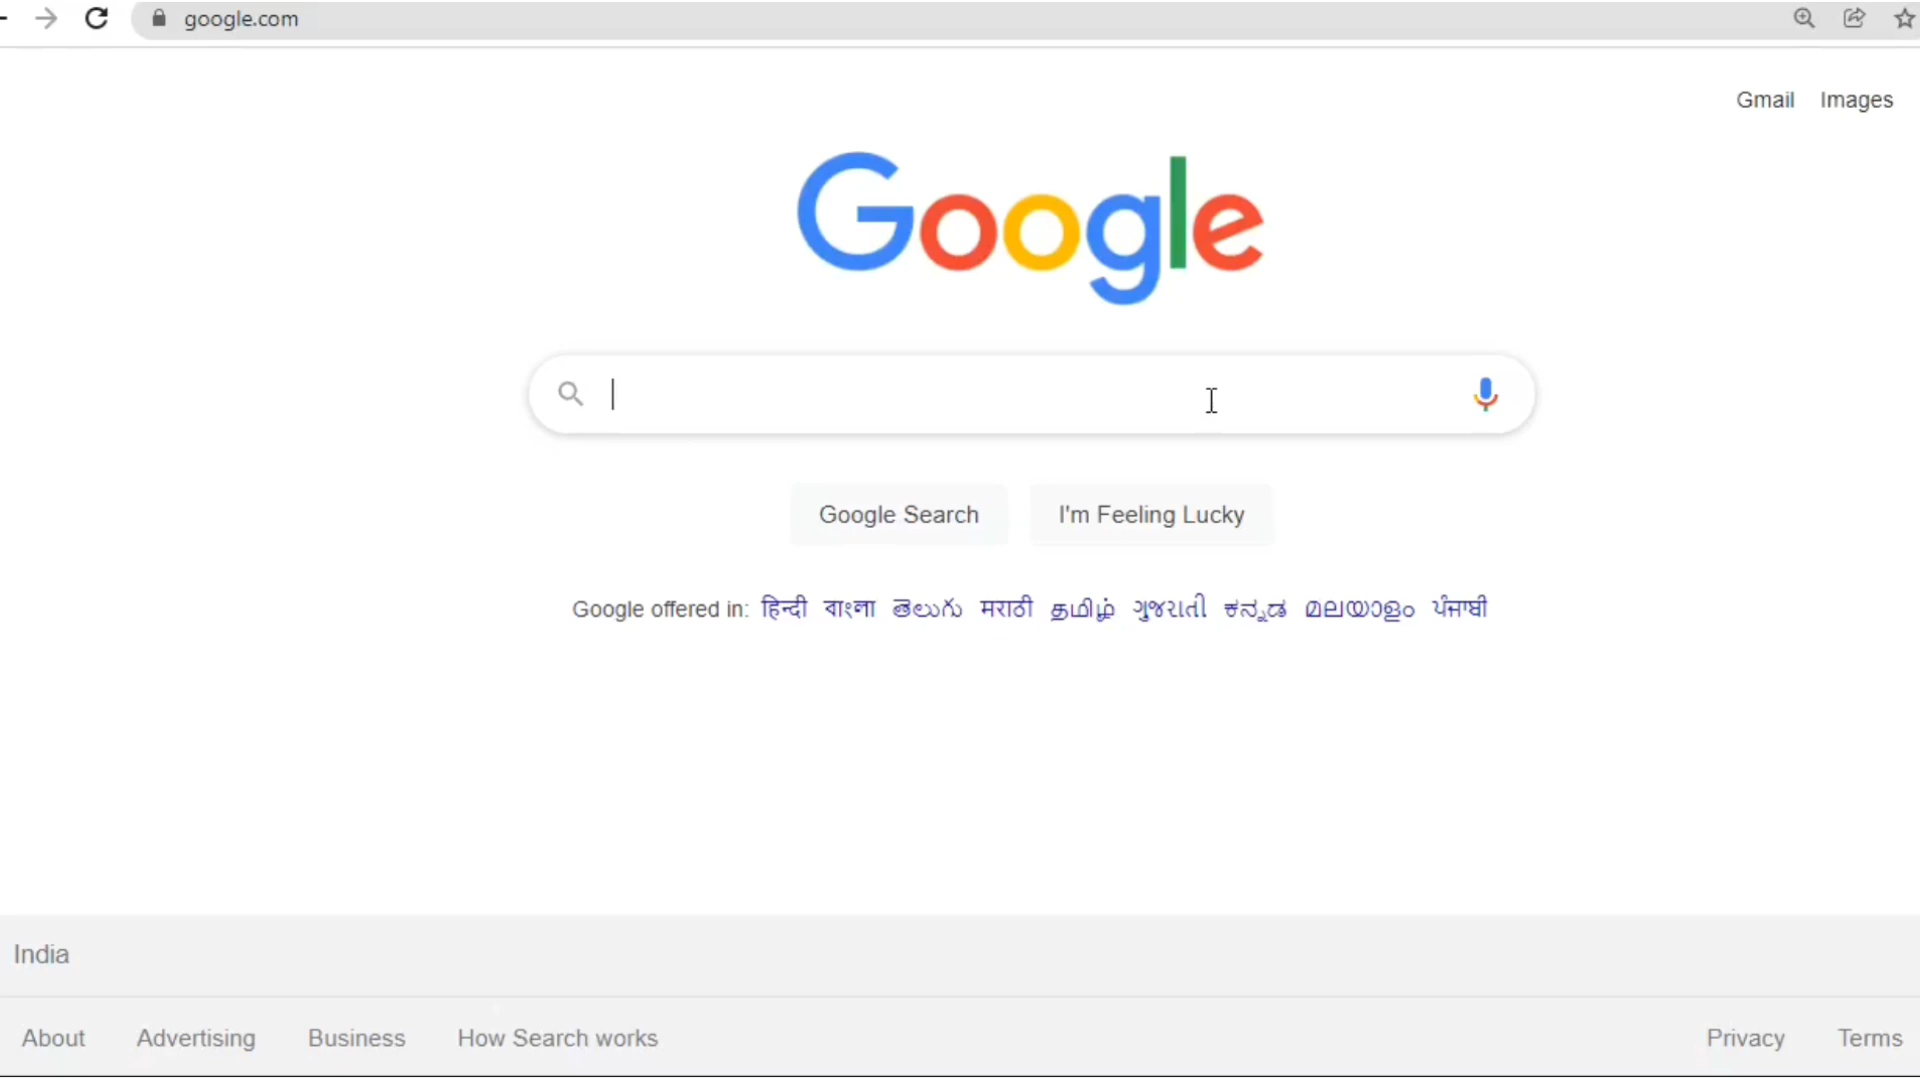 google.com
Gmail Images
Google
Google Search I'm Feeling Lucky
Google offered in: हिन्दी বাংলা తెలుగు मराठी தமிழ் ગુજરાતી ಕನ್ನಡ മലയാളം ਪੰਜਾਬੀ
India
About Advertising Business How Search works Privacy Terms